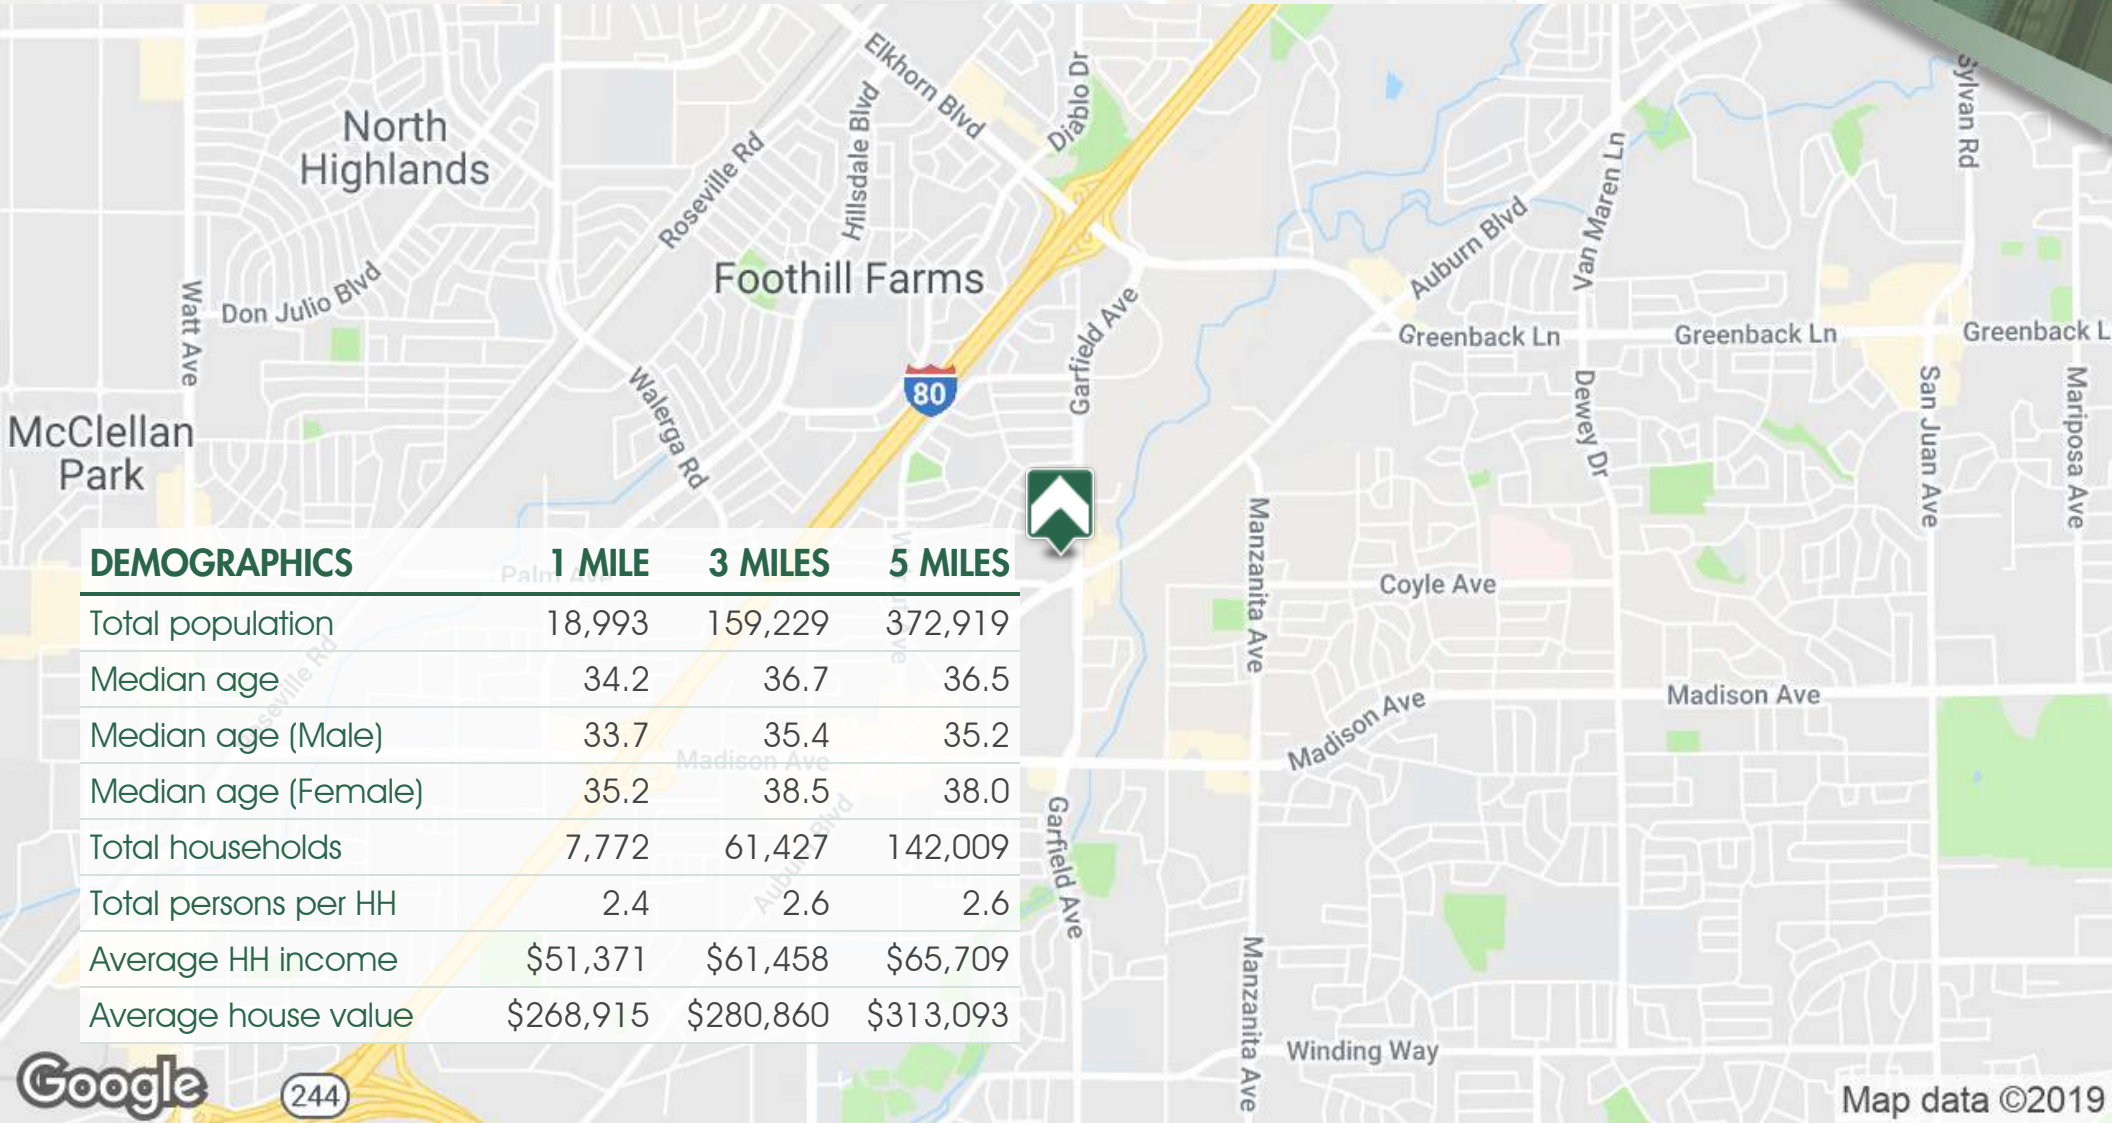 Elkhorn Blvd
Diablo Dr
Sylvan Rd
North
Highlands
Roseville Rd
Hillsdale Blvd
Van Maren Ln
Auburn Blvd
Foothill Farms
Don Julio Blvd
Watt Ave
Garfield Ave
Greenback Ln
Greenback Ln
Greenback L
80
Walerga Rd
Dewey Dr
San Juan Ave
Mariposa Ave
McClellan
Park
Manzanita Ave
Coyle Ave
Palm Ave
DEMOGRAPHICS 1 MILE 3 MILES 5 MILES
Total population 18,993 159,229 372,919
Median age 34.2 36.7 36.5
Median age (Male) 33.7 35.4 35.2
Median age (Female) 35.2 38.5 38.0
Total households 7,772 61,427 142,009
Total persons per HH 2.4 2.6 2.6
Average HH income $51,371 $61,458 $65,709
Average house value $268,915 $280,860 $313,093
Madison Ave
Auburn Blvd
Madison Ave
Madison Ave
Garfield Ave
Manzanita Ave
Winding Way
Google
244
Map data ©2019